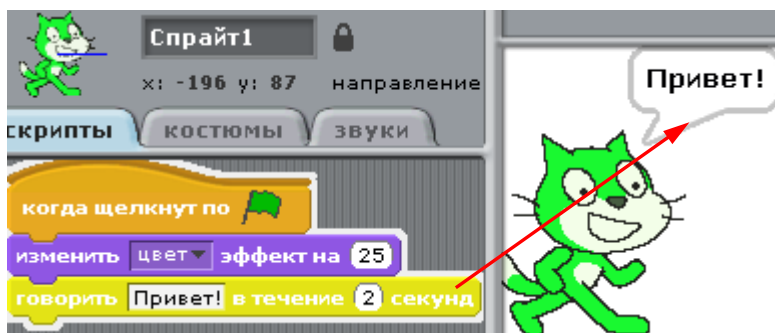 Спрайт1
x: -196 y: 87 направление
скрипты костюмы звуки
Привет!
когда щелкнут по
изменить цвет эффект на 25
говорить Привет! в течение 2 секунд